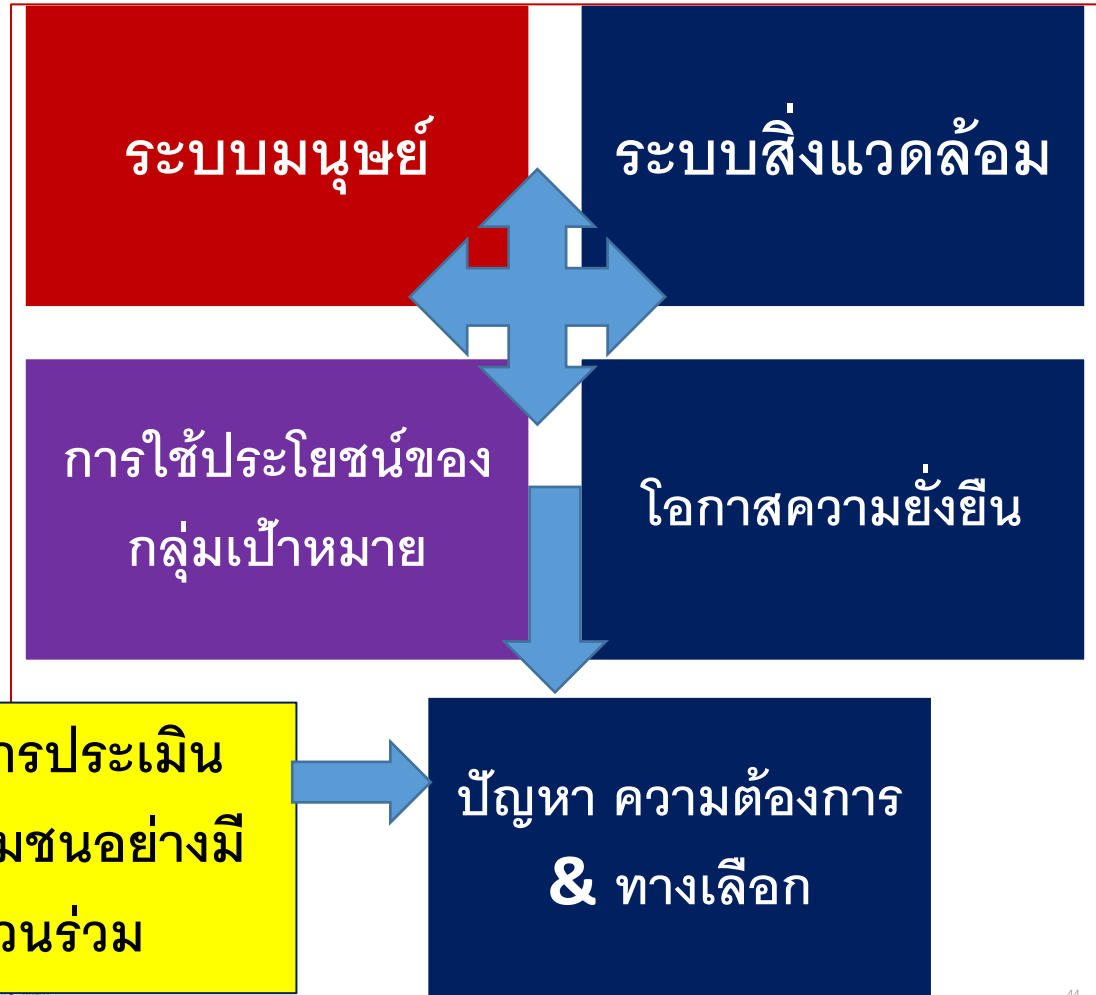 ระบบมนุษย์
ระบบสิ่งแวดล้อม
การใช้ประโยชน์ของ
กลุ่มเป้าหมาย
โอกาสความยั่งยืน
ารประเมิน
มชนอย่างมี
วนร่วม
ปัญหา ความต้องการ
& ทางเลือก
44